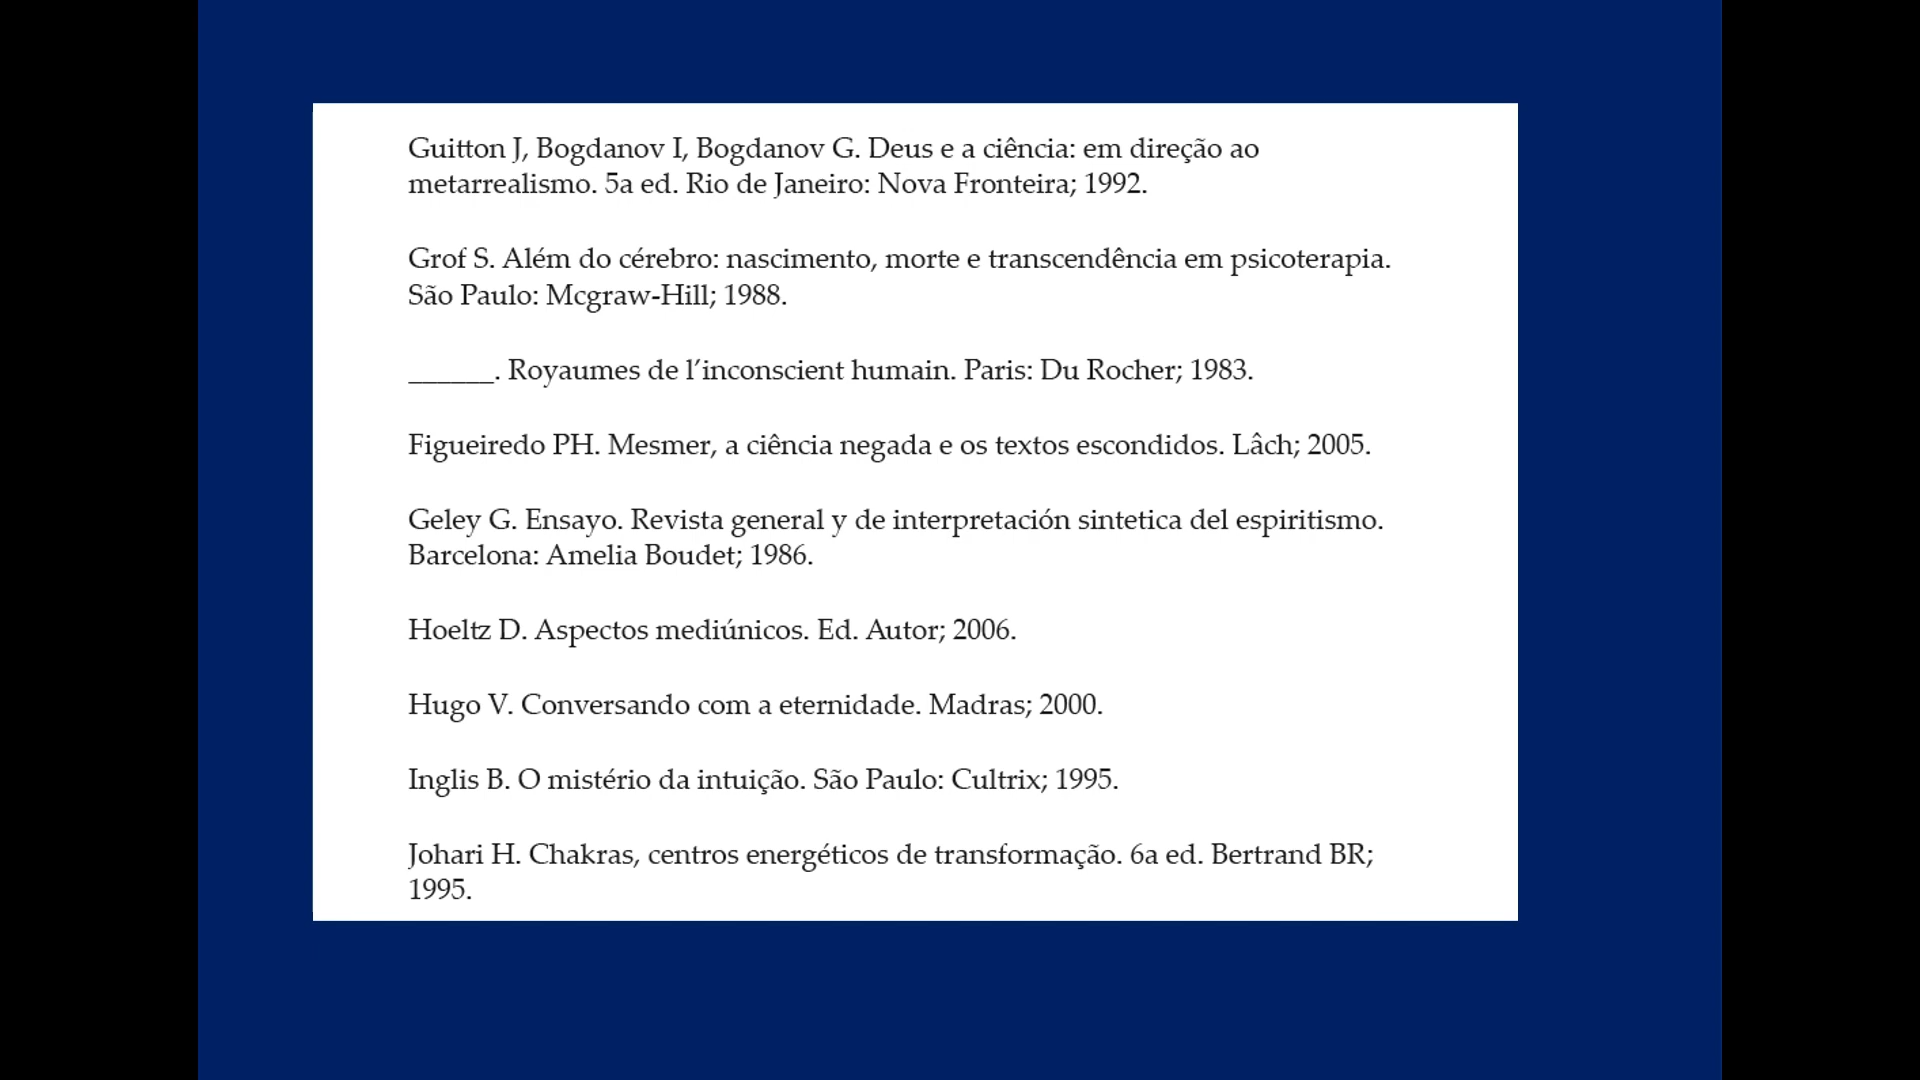 Guitton J, Bogdanov I, Bogdanov G. Deus e a ciência: em direção ao
metarrealismo. 5a ed. Rio de Janeiro: Nova Fronteira; 1992.
Grof S. Além do cérebro: nascimento, morte e transcendência em psicoterapia.
São Paulo: Mcgraw-Hill; 1988.
______. Royaumes de l’inconscient humain. Paris: Du Rocher; 1983.
Figueiredo PH. Mesmer, a ciência negada e os textos escondidos. Lâch; 2005.
Geley G. Ensayo. Revista general y de interpretación sintetica del espiritismo.
Barcelona: Amelia Boudet; 1986.
Hoeltz D. Aspectos mediúnicos. Ed. Autor; 2006.
Hugo V. Conversando com a eternidade. Madras; 2000.
Inglis B. O mistério da intuição. São Paulo: Cultrix; 1995.
Johari H. Chakras, centros energéticos de transformação. 6a ed. Bertrand BR;
1995.